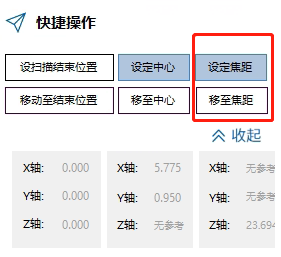 快捷操作
设扫描结束位置 设定中心 设定焦距
移动至结束位置 移至中心 移至焦距
收起
X轴: 0.000 X轴: 5.775 X轴: 无参考
Y轴: 0.000 Y轴: 0.950 Y轴: 无参考
Z轴: 0.000 Z轴: 无参考 Z轴: 23.694